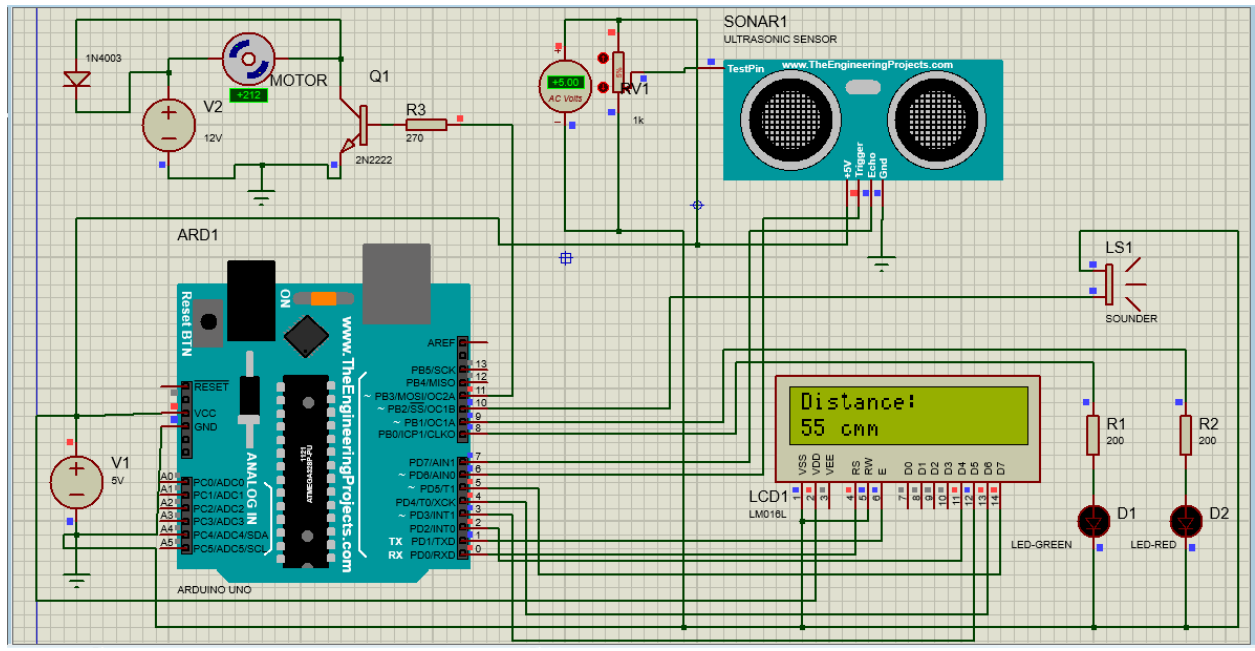 1N4003
MOTOR
+212
V2
12V
Q1
2N2222
R3
270
+5.00
AC Volts
RV1
5%
1k
SONAR1
ULTRASONIC SENSOR
TestPin
www.TheEngineeringProjects.com
+5V
Trigger
Echo
Gnd
LS1
SOUNDER
ARD1
Reset BTN
ON
www.TheEngineeringProjects.com
1121
ATMEGA328P-PU
ANALOG IN
RESET
VCC
GND
A0 PC0/ADC0
A1 PC1/ADC1
A2 PC2/ADC2
A3 PC3/ADC3
A4 PC4/ADC4/SDA
A5 PC5/ADC5/SCL
AREF
PB5/SCK 13
PB4/MISO 12
~ PB3/MOSI/OC2A 11
~ PB2/SS/OC1B 10
~ PB1/OC1A 9
PB0/ICP1/CLKO 8
PD7/AIN1 7
~ PD6/AIN0 6
~ PD5/T1 5
PD4/T0/XCK 4
~ PD3/INT1 3
PD2/INT0 2
TX PD1/TXD 1
RX PD0/RXD 0
ARDUINO UNO
V1
5V
Distance:
55 cmm
VSS VDD VEE RS RW E D0 D1 D2 D3 D4 D5 D6 D7
1 2 3 4 5 6 7 8 9 10 11 12 13 14
LCD1
LM016L
R1
200
R2
200
D1
LED-GREEN
D2
LED-RED